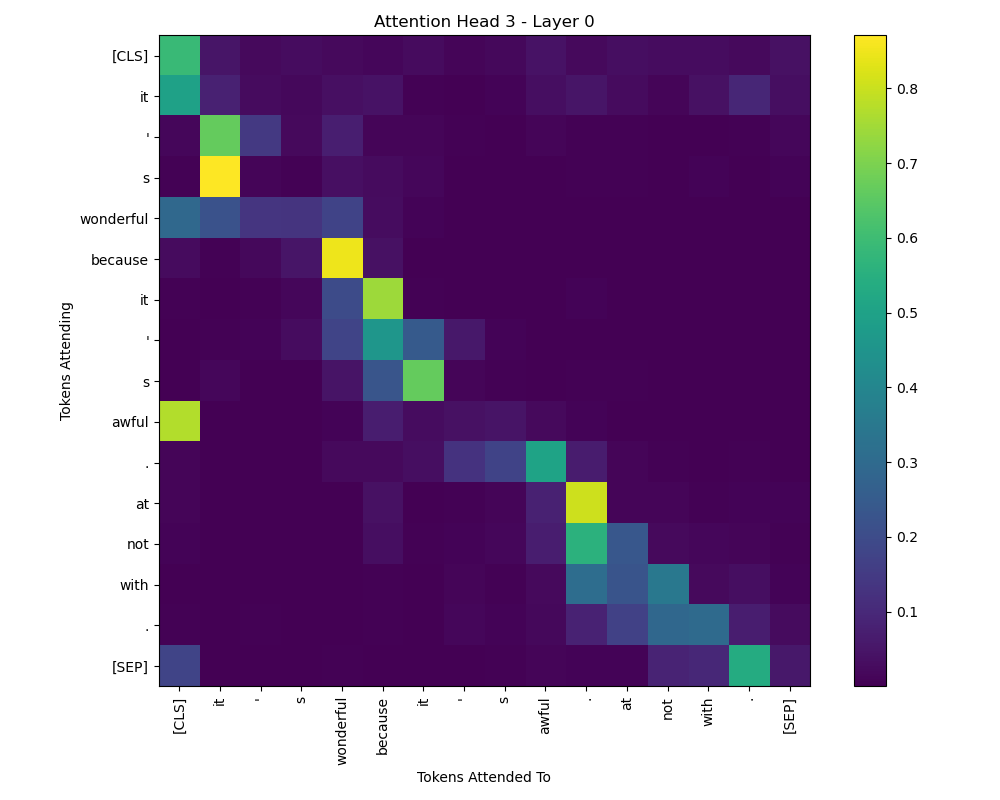 Attention Head 3 - Layer 0
[CLS]
it
'
s
wonderful
because
it
'
s
awful
.
at
not
with
.
[SEP]
Tokens Attending
[CLS]
it
'
s
wonderful
because
it
'
s
awful
.
at
not
with
.
[SEP]
Tokens Attended To
0.8
0.7
0.6
0.5
0.4
0.3
0.2
0.1